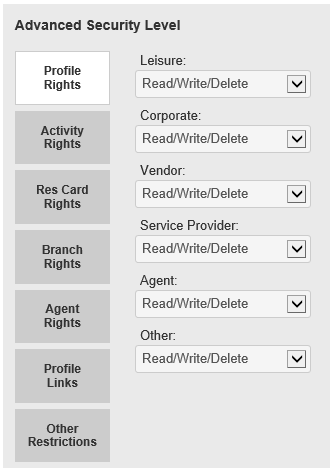 Advanced Security Level
Profile
Rights
Activity
Rights
Res Card
Rights
Branch
Rights
Agent
Rights
Profile
Links
Other
Restrictions
Leisure:
Read/Write/Delete
Corporate:
Read/Write/Delete
Vendor:
Read/Write/Delete
Service Provider:
Read/Write/Delete
Agent:
Read/Write/Delete
Other:
Read/Write/Delete